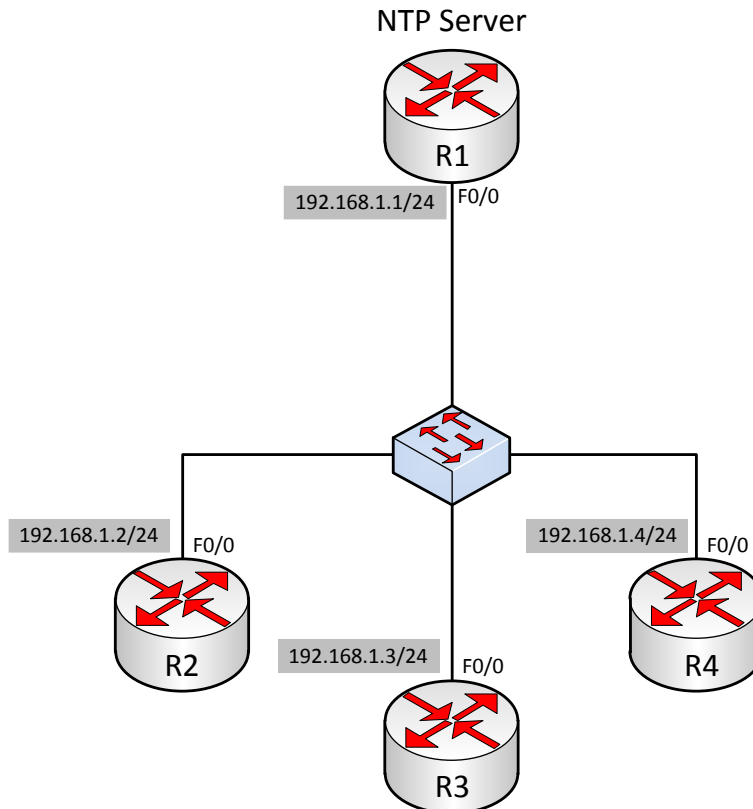 NTP Server
R1
192.168.1.1/24
F0/0
192.168.1.2/24
F0/0
192.168.1.4/24
F0/0
R2
192.168.1.3/24
F0/0
R4
R3